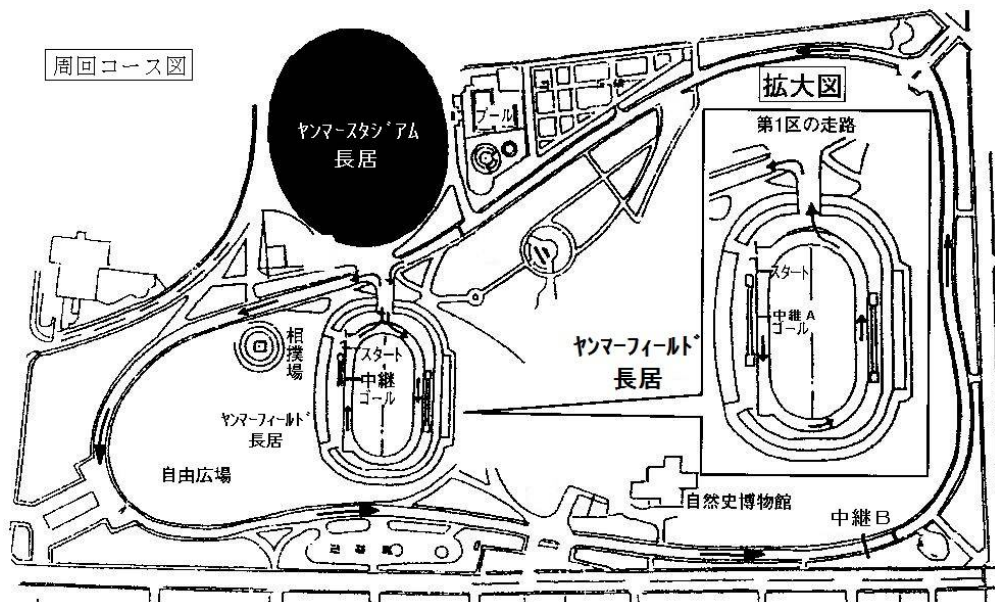 周回コース図
ヤンマースタジアム
長居
プール
拡大図
第1区の走路
スタート
中継A
ゴール
ヤンマーフィールド
長居
相撲場
スタート
中継
ゴール
ヤンマーフィールド
長居
自由広場
自然史博物館
中継B